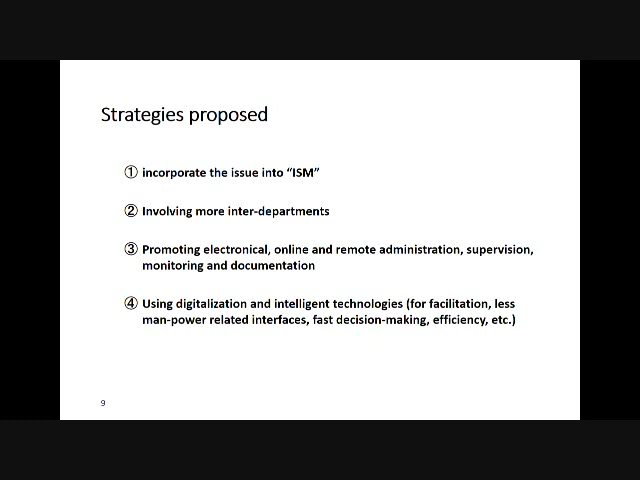 Strategies proposed
① incorporate the issue into “ISM”
② Involving more inter-departments
③ Promoting electronical, online and remote administration, supervision,
monitoring and documentation
④ Using digitalization and intelligent technologies (for facilitation, less
man-power related interfaces, fast decision-making, efficiency, etc.)
9